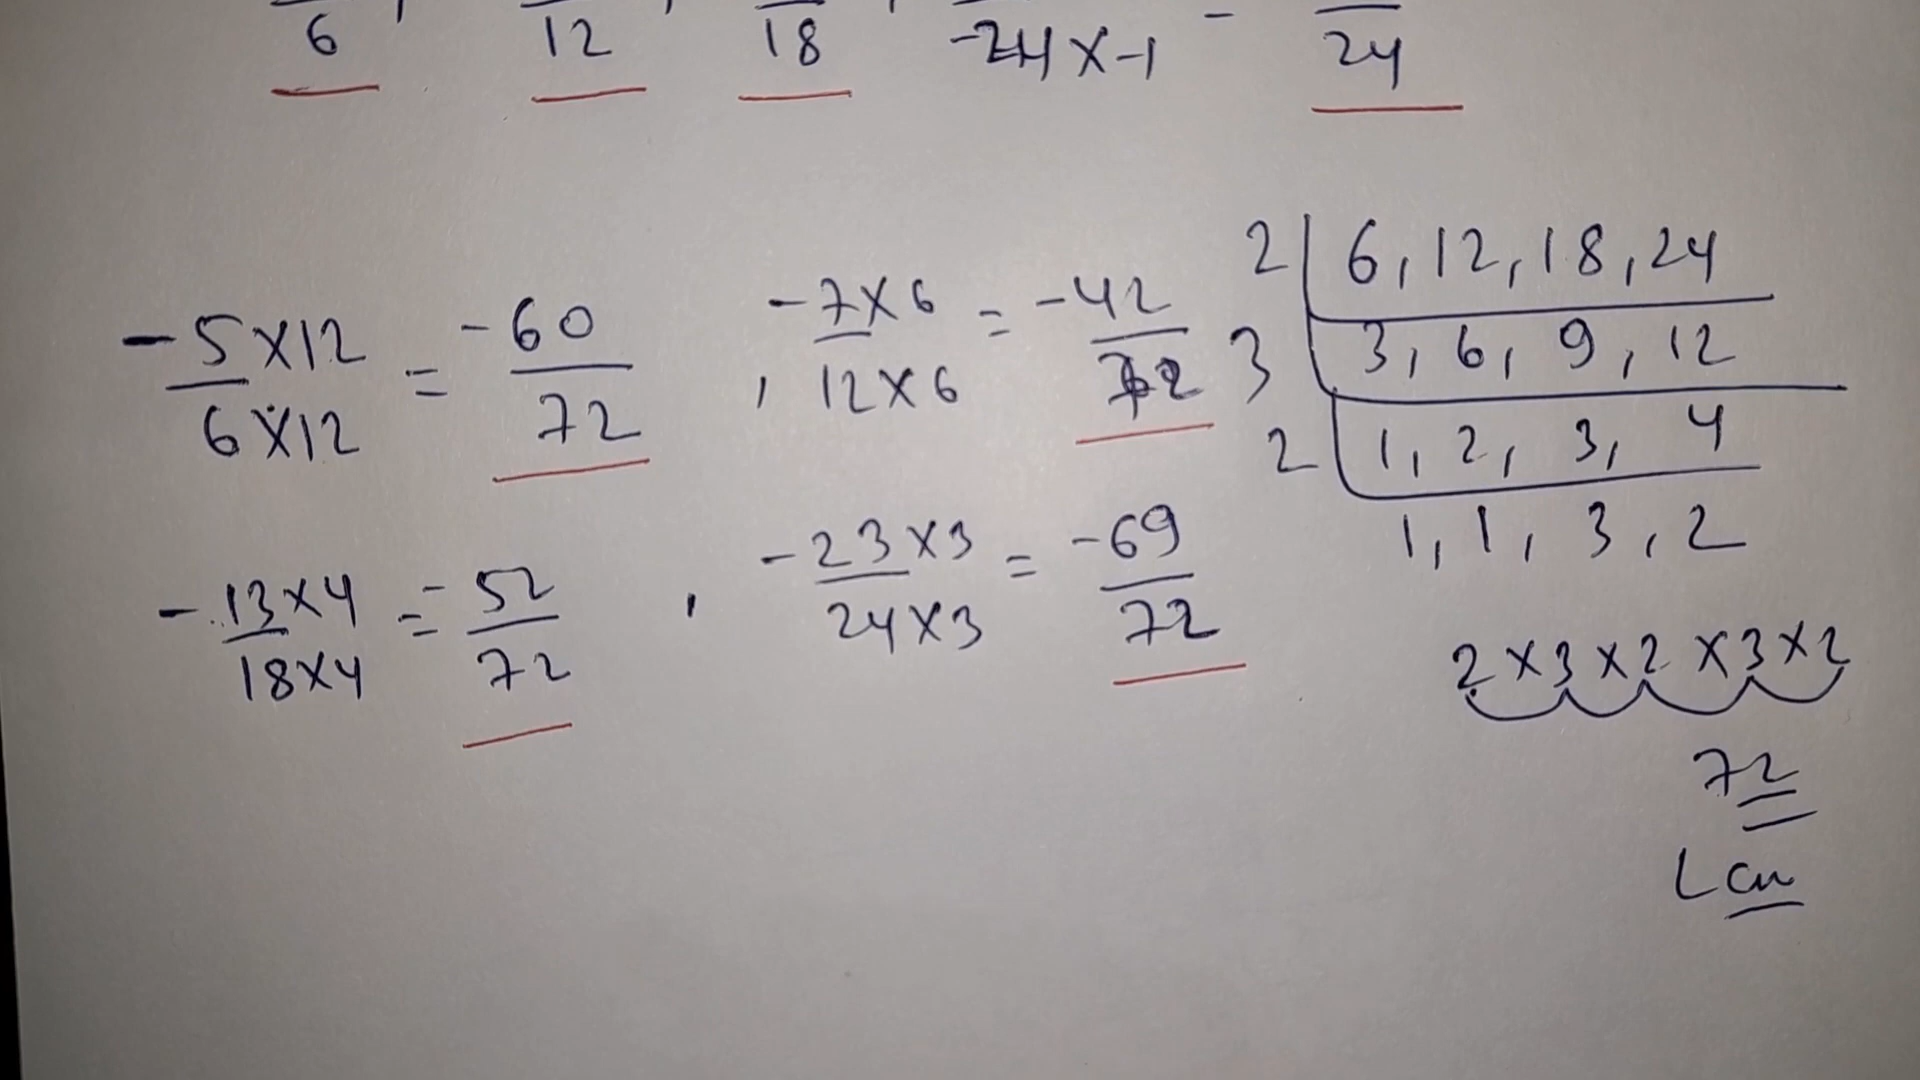 6 , 12 , 18 , -24 X -1 = 24
-5 X 12 / 6 X 12 = -60 / 72 , -7 X 6 / 12 X 6 = -42 / 72
-13 X 4 / 18 X 4 = -52 / 72 , -23 X 3 / 24 X 3 = -69 / 72
2 | 6, 12, 18, 24
3 | 3, 6, 9, 12
2 | 1, 2, 3, 4
1, 1, 3, 2
2 X 3 X 2 X 3 X 2
72
Lcm